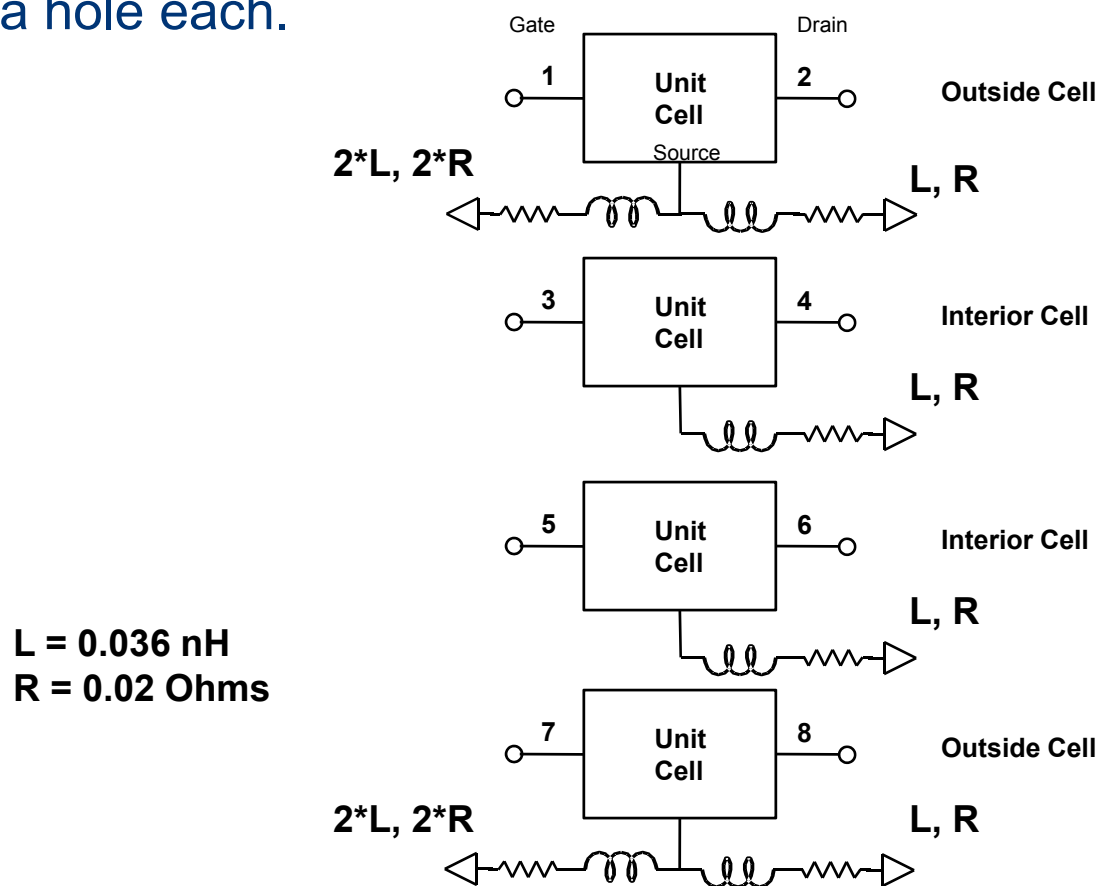 a hole each.
Gate
Drain
1
Unit
Cell
2
Outside Cell
Source
2*L, 2*R
L, R
3
Unit
Cell
4
Interior Cell
L, R
5
Unit
Cell
6
Interior Cell
L, R
L = 0.036 nH
R = 0.02 Ohms
7
Unit
Cell
8
Outside Cell
2*L, 2*R
L, R